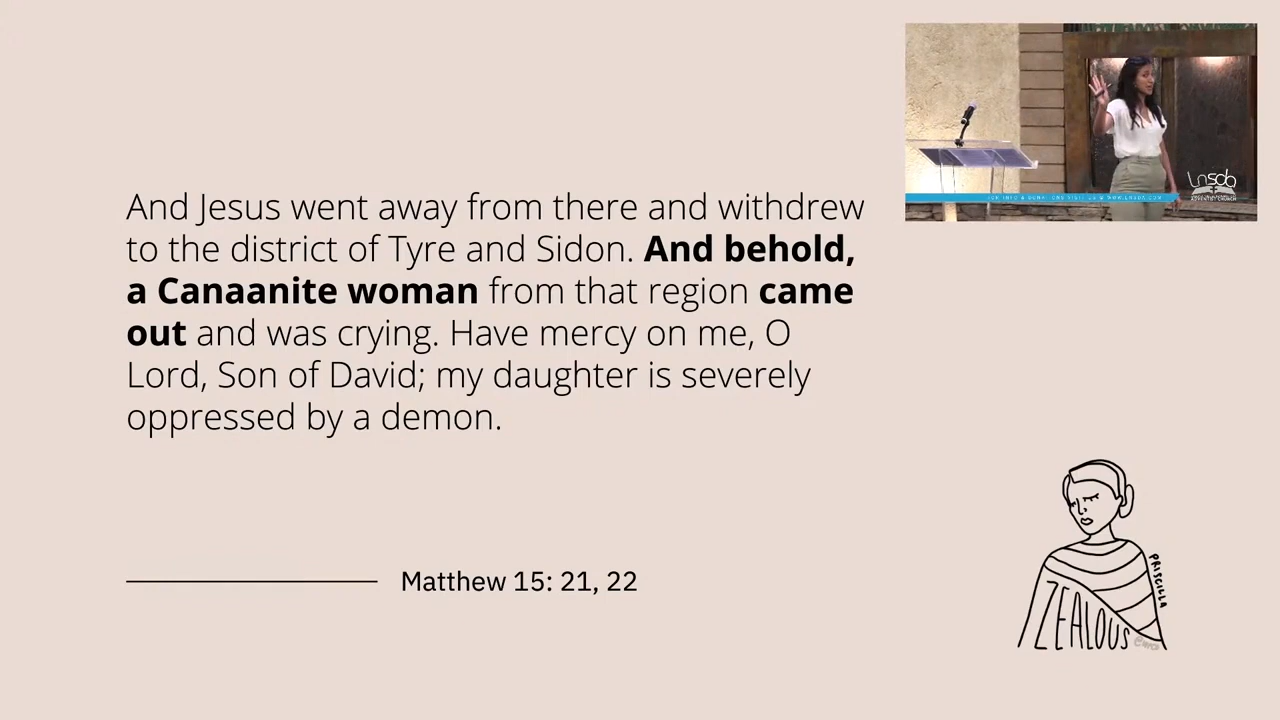 And Jesus went away from there and withdrew
to the district of Tyre and Sidon. And behold,
a Canaanite woman from that region came
out and was crying. Have mercy on me, O
Lord, Son of David; my daughter is severely
oppressed by a demon.
Matthew 15: 21, 22
PRISCILLA
ZEALOUS